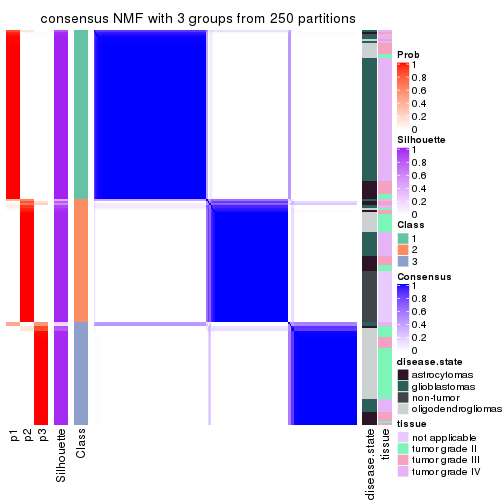 consensus NMF with 3 groups from 250 partitions
Prob
1
0.8
0.6
0.4
0.2
0
Silhouette
1
0.8
0.6
0.4
0.2
0
Class
1
2
3
Consensus
1
0.8
0.6
0.4
0.2
0
disease.state
astrocytomas
glioblastomas
non-tumor
oligodendrogliomas
tissue
not applicable
tumor grade II
tumor grade III
tumor grade IV
p1
p2
p3
Silhouette
Class
disease.state
tissue